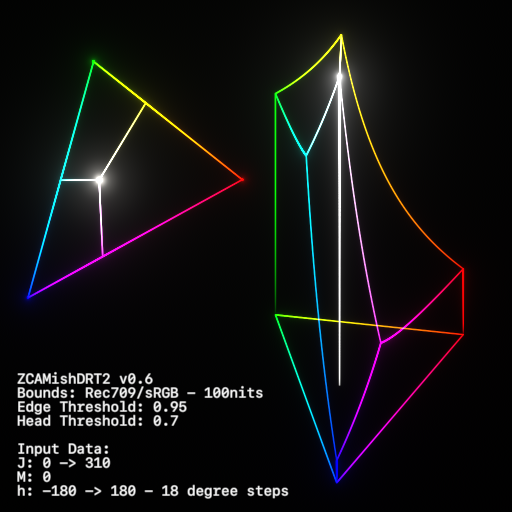 ZCAMishDRT2 v0.6
Bounds: Rec709/sRGB - 100nits
Edge Threshold: 0.95
Head Threshold: 0.7
Input Data:
J: 0 -> 310
M: 0
h: -180 -> 180 - 18 degree steps